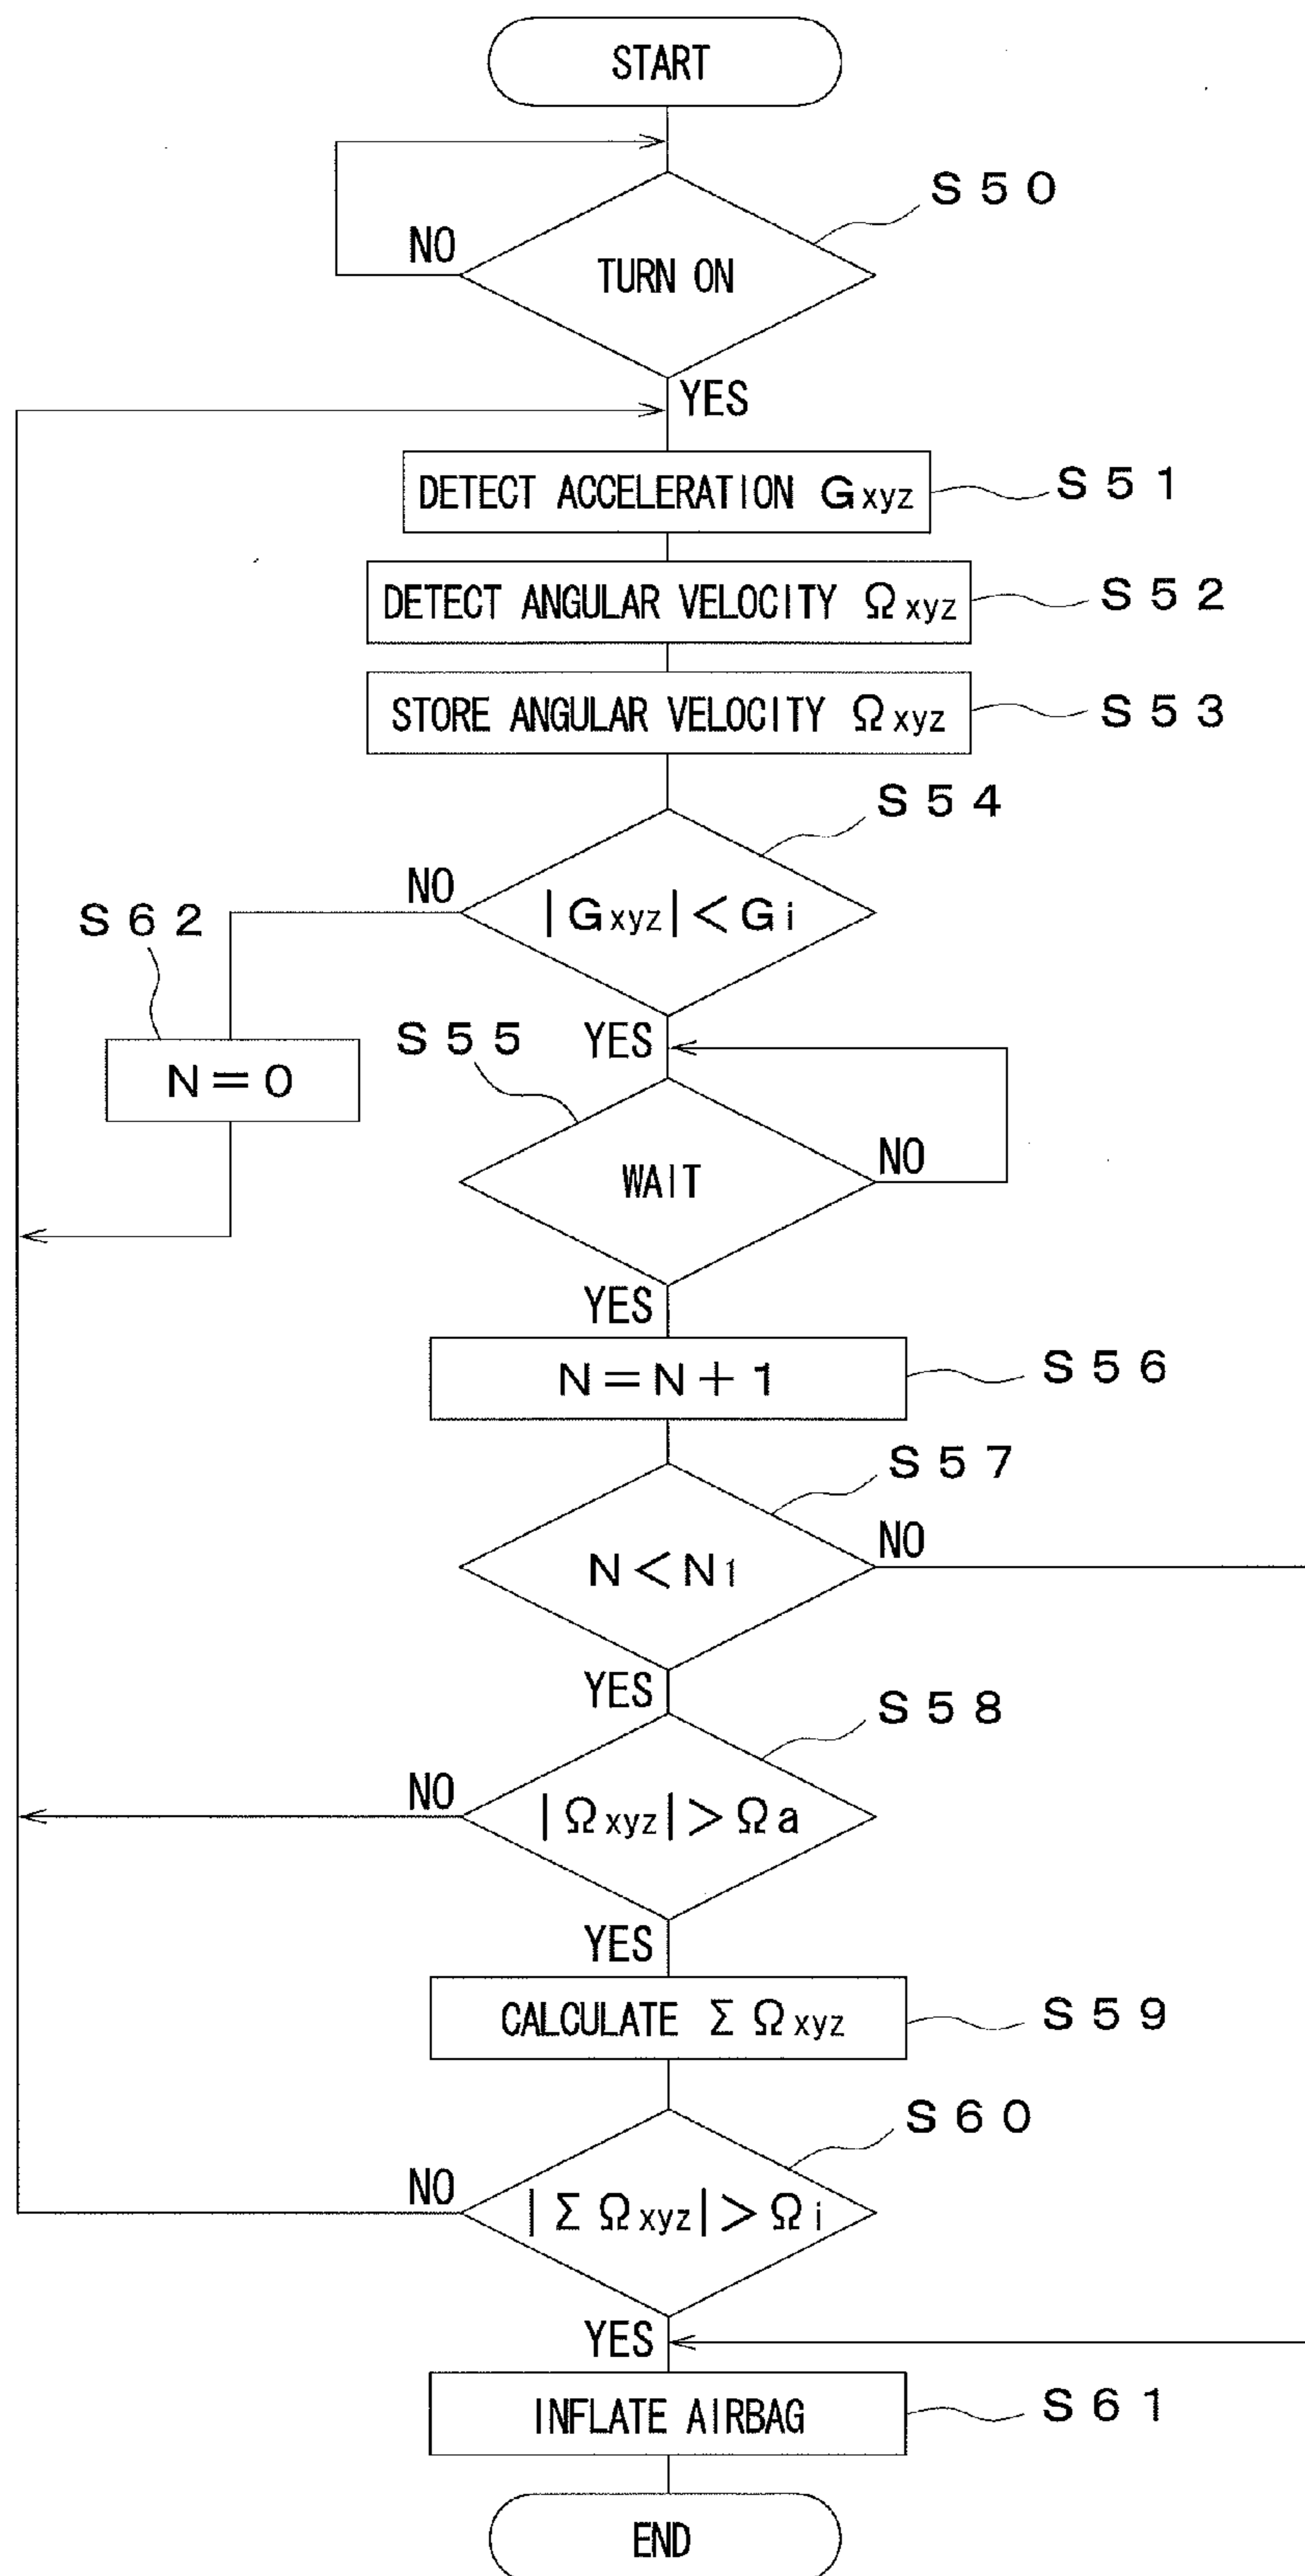 START
S50
NO
TURN ON
YES
DETECT ACCELERATION Gxyz
S51
DETECT ANGULAR VELOCITY Ωxyz
S52
STORE ANGULAR VELOCITY Ωxyz
S53
S54
NO
|Gxyz|<Gi
S62
YES
S55
N=0
WAIT
NO
YES
N=N+1
S56
S57
N<N1
NO
YES
S58
NO
|Ωxyz|>Ωa
YES
CALCULATE ΣΩxyz
S59
S60
NO
|ΣΩxyz|>Ωi
YES
INFLATE AIRBAG
S61
END